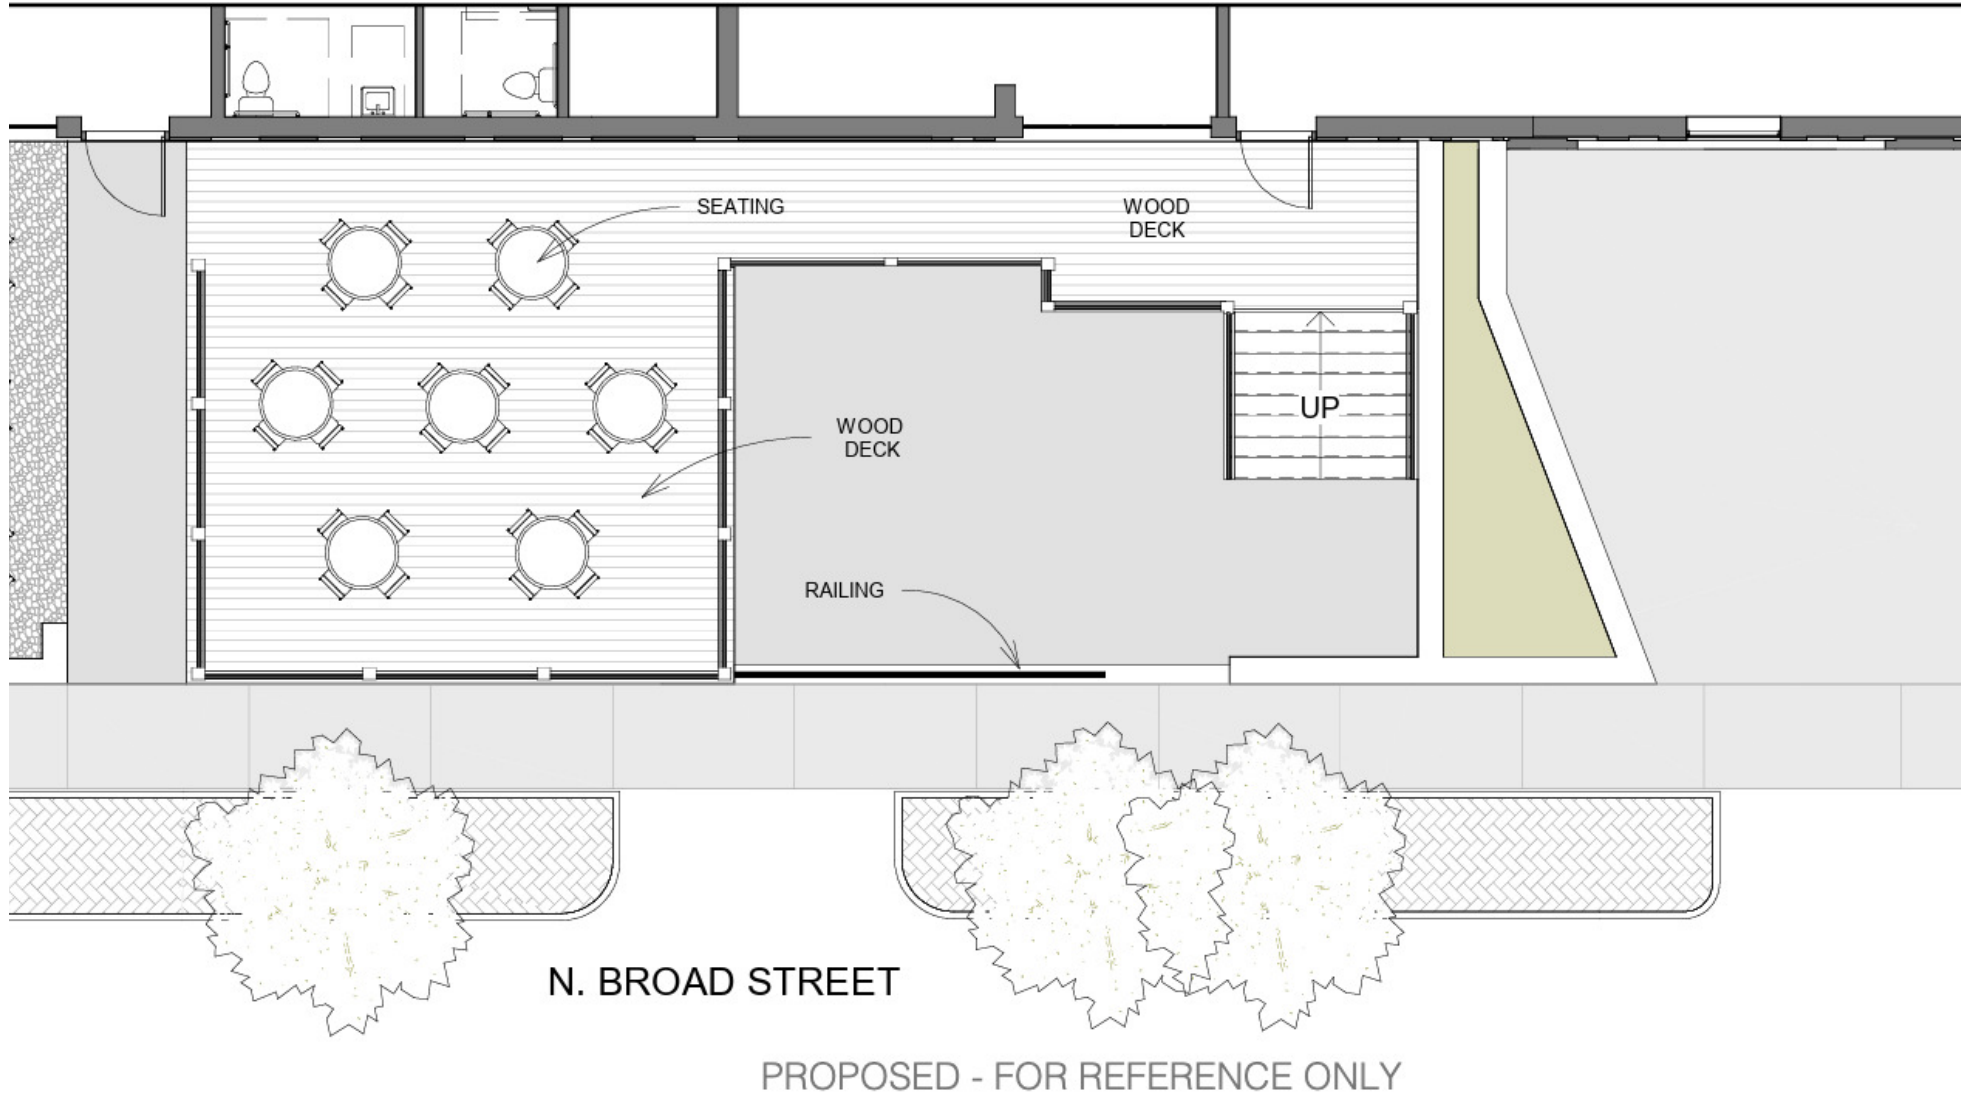 SEATING
WOOD
DECK
WOOD
DECK
UP
RAILING
N. BROAD STREET
PROPOSED - FOR REFERENCE ONLY